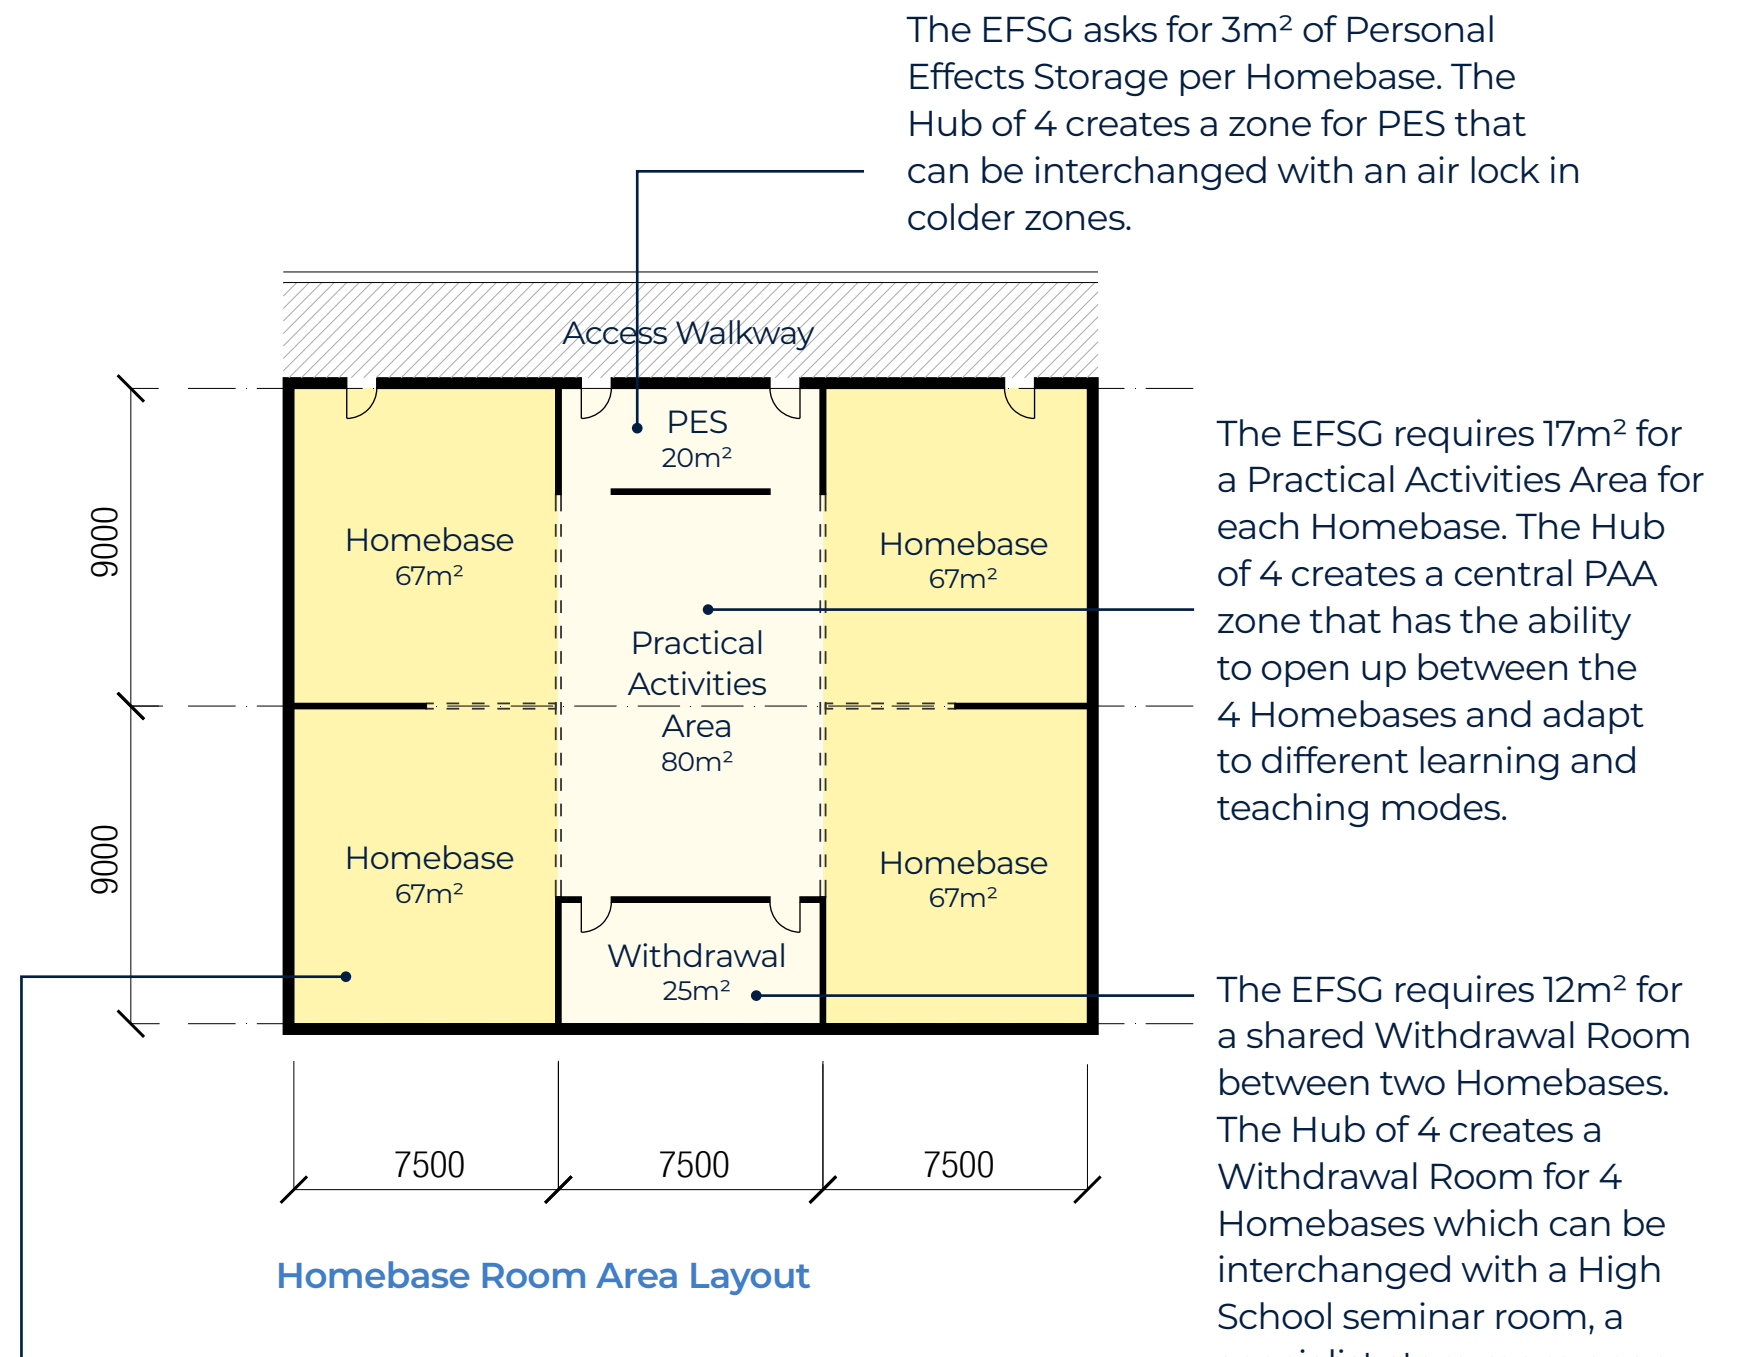 The EFSG asks for 3m² of Personal
Effects Storage per Homebase. The
Hub of 4 creates a zone for PES that
can be interchanged with an air lock in
colder zones.
Access Walkway
PES
20m²
Homebase
67m²
Homebase
67m²
Practical
Activities
Area
80m²
Homebase
67m²
Homebase
67m²
Withdrawal
25m²
9000
9000
7500
7500
7500
The EFSG requires 17m² for
a Practical Activities Area for
each Homebase. The Hub
of 4 creates a central PAA
zone that has the ability
to open up between the
4 Homebases and adapt
to different learning and
teaching modes.
The EFSG requires 12m² for
a shared Withdrawal Room
between two Homebases.
The Hub of 4 creates a
Withdrawal Room for 4
Homebases which can be
interchanged with a High
School seminar room, a
Homebase Room Area Layout